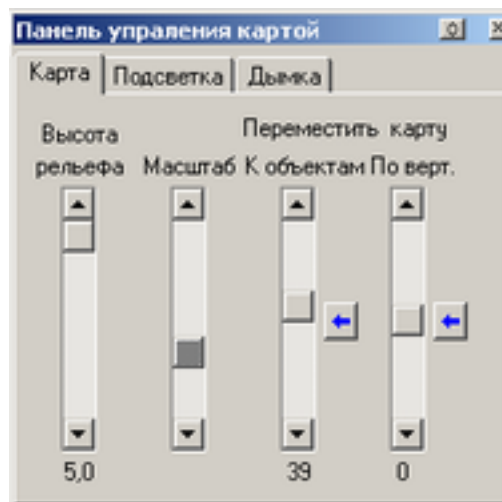 Панель упраления картой
Карта Подсветка Дымка
Высота Переместить карту
рельефа Масштаб К объектам По верт.
5,0 39 0